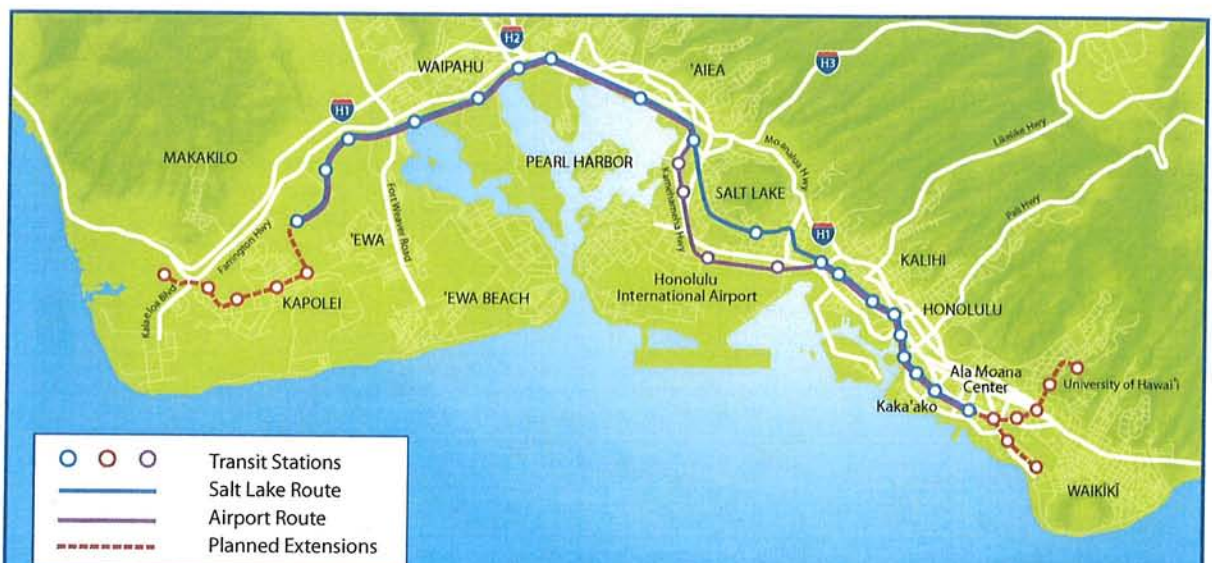 H2
WAIPAHU
'AIEA
H3
H1
Likelike Hwy
MAKAKILO
PEARL HARBOR
Moanalua Hwy
Kamehameha Hwy
SALT LAKE
Pali Hwy
Fort Weaver Road
Farrington Hwy
'EWA
H1
KALIHI
Kalaeloa Blvd
KAPOLEI
'EWA BEACH
Honolulu
International Airport
HONOLULU
Ala Moana
Center
University of Hawai'i
Kaka'ako
WAIKĪKĪ
Transit Stations
Salt Lake Route
Airport Route
Planned Extensions